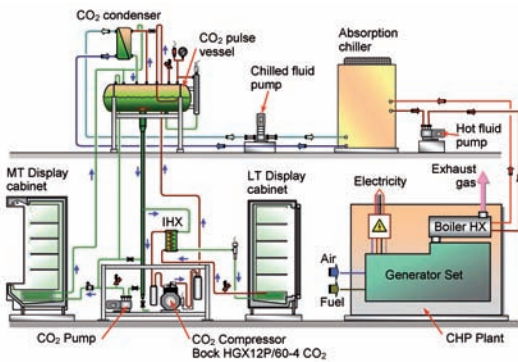 CO₂ condenser
CO₂ pulse
vessel
Absorption
chiller
Chilled fluid
pump
Hot fluid
pump
MT Display
cabinet
LT Display
cabinet
IHX
Electricity
Exhaust
gas
Boiler HX
Air
Fuel
Generator Set
CO₂ Pump
CO₂ Compressor
Bock HGX12P/60-4 CO₂
CHP Plant